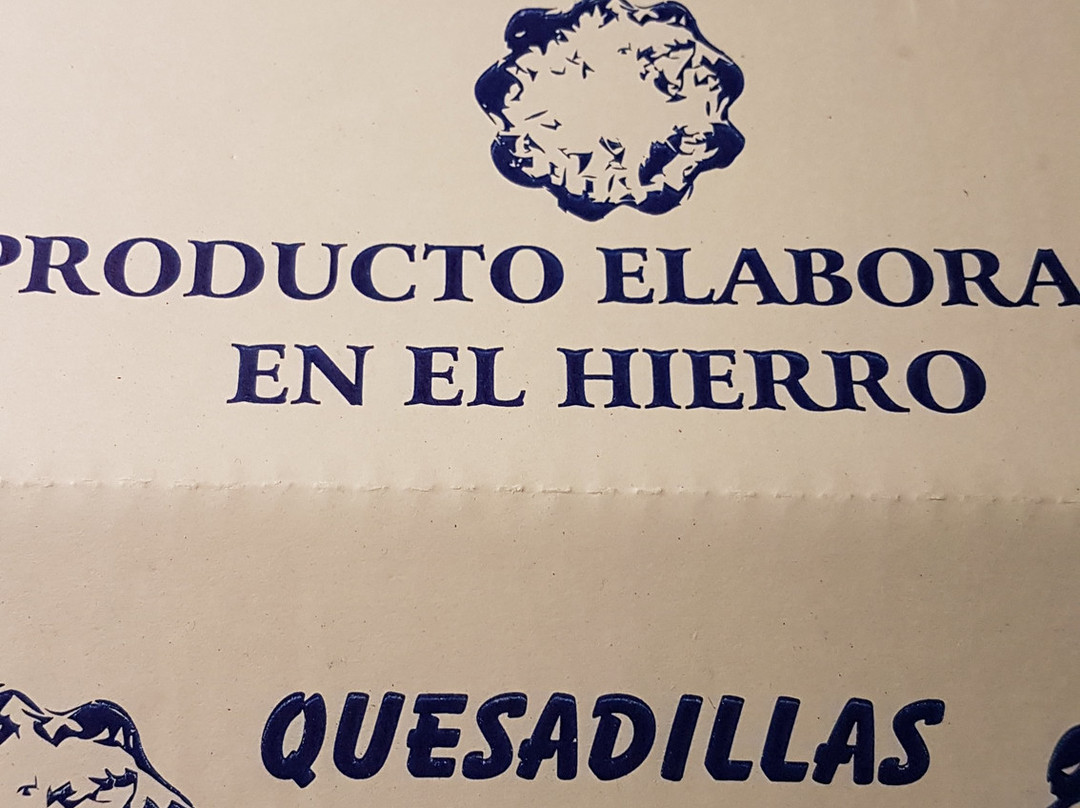 PRODUCTO ELABORA
EN EL HIERRO
QUESADILLAS